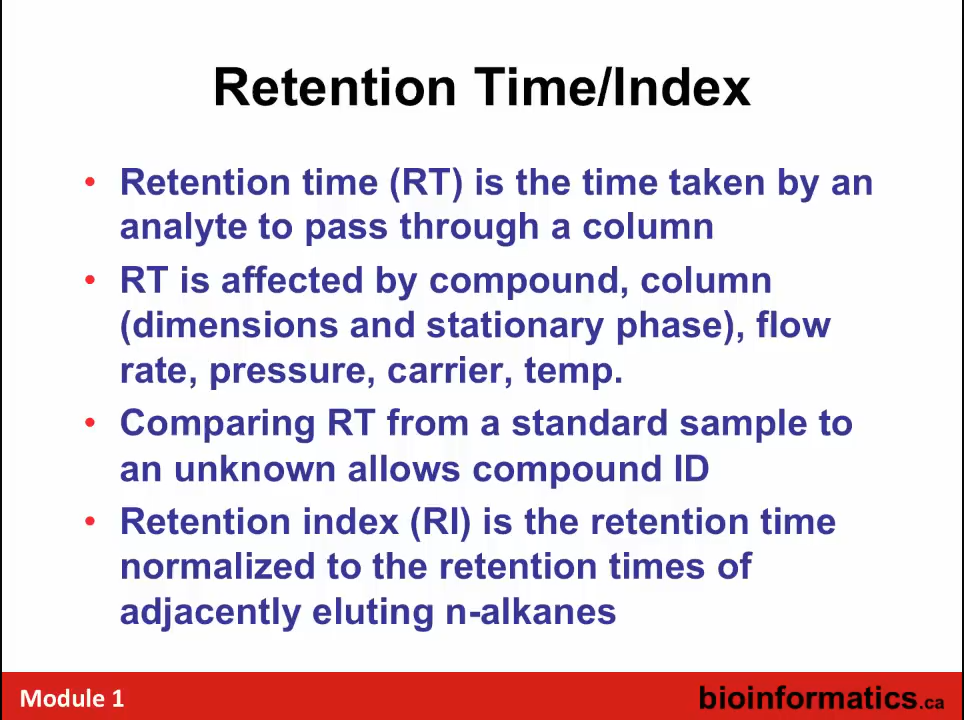 Retention Time/Index
• Retention time (RT) is the time taken by an
analyte to pass through a column
• RT is affected by compound, column
(dimensions and stationary phase), flow
rate, pressure, carrier, temp.
• Comparing RT from a standard sample to
an unknown allows compound ID
• Retention index (RI) is the retention time
normalized to the retention times of
adjacently eluting n-alkanes
Module 1
bioinformatics.ca